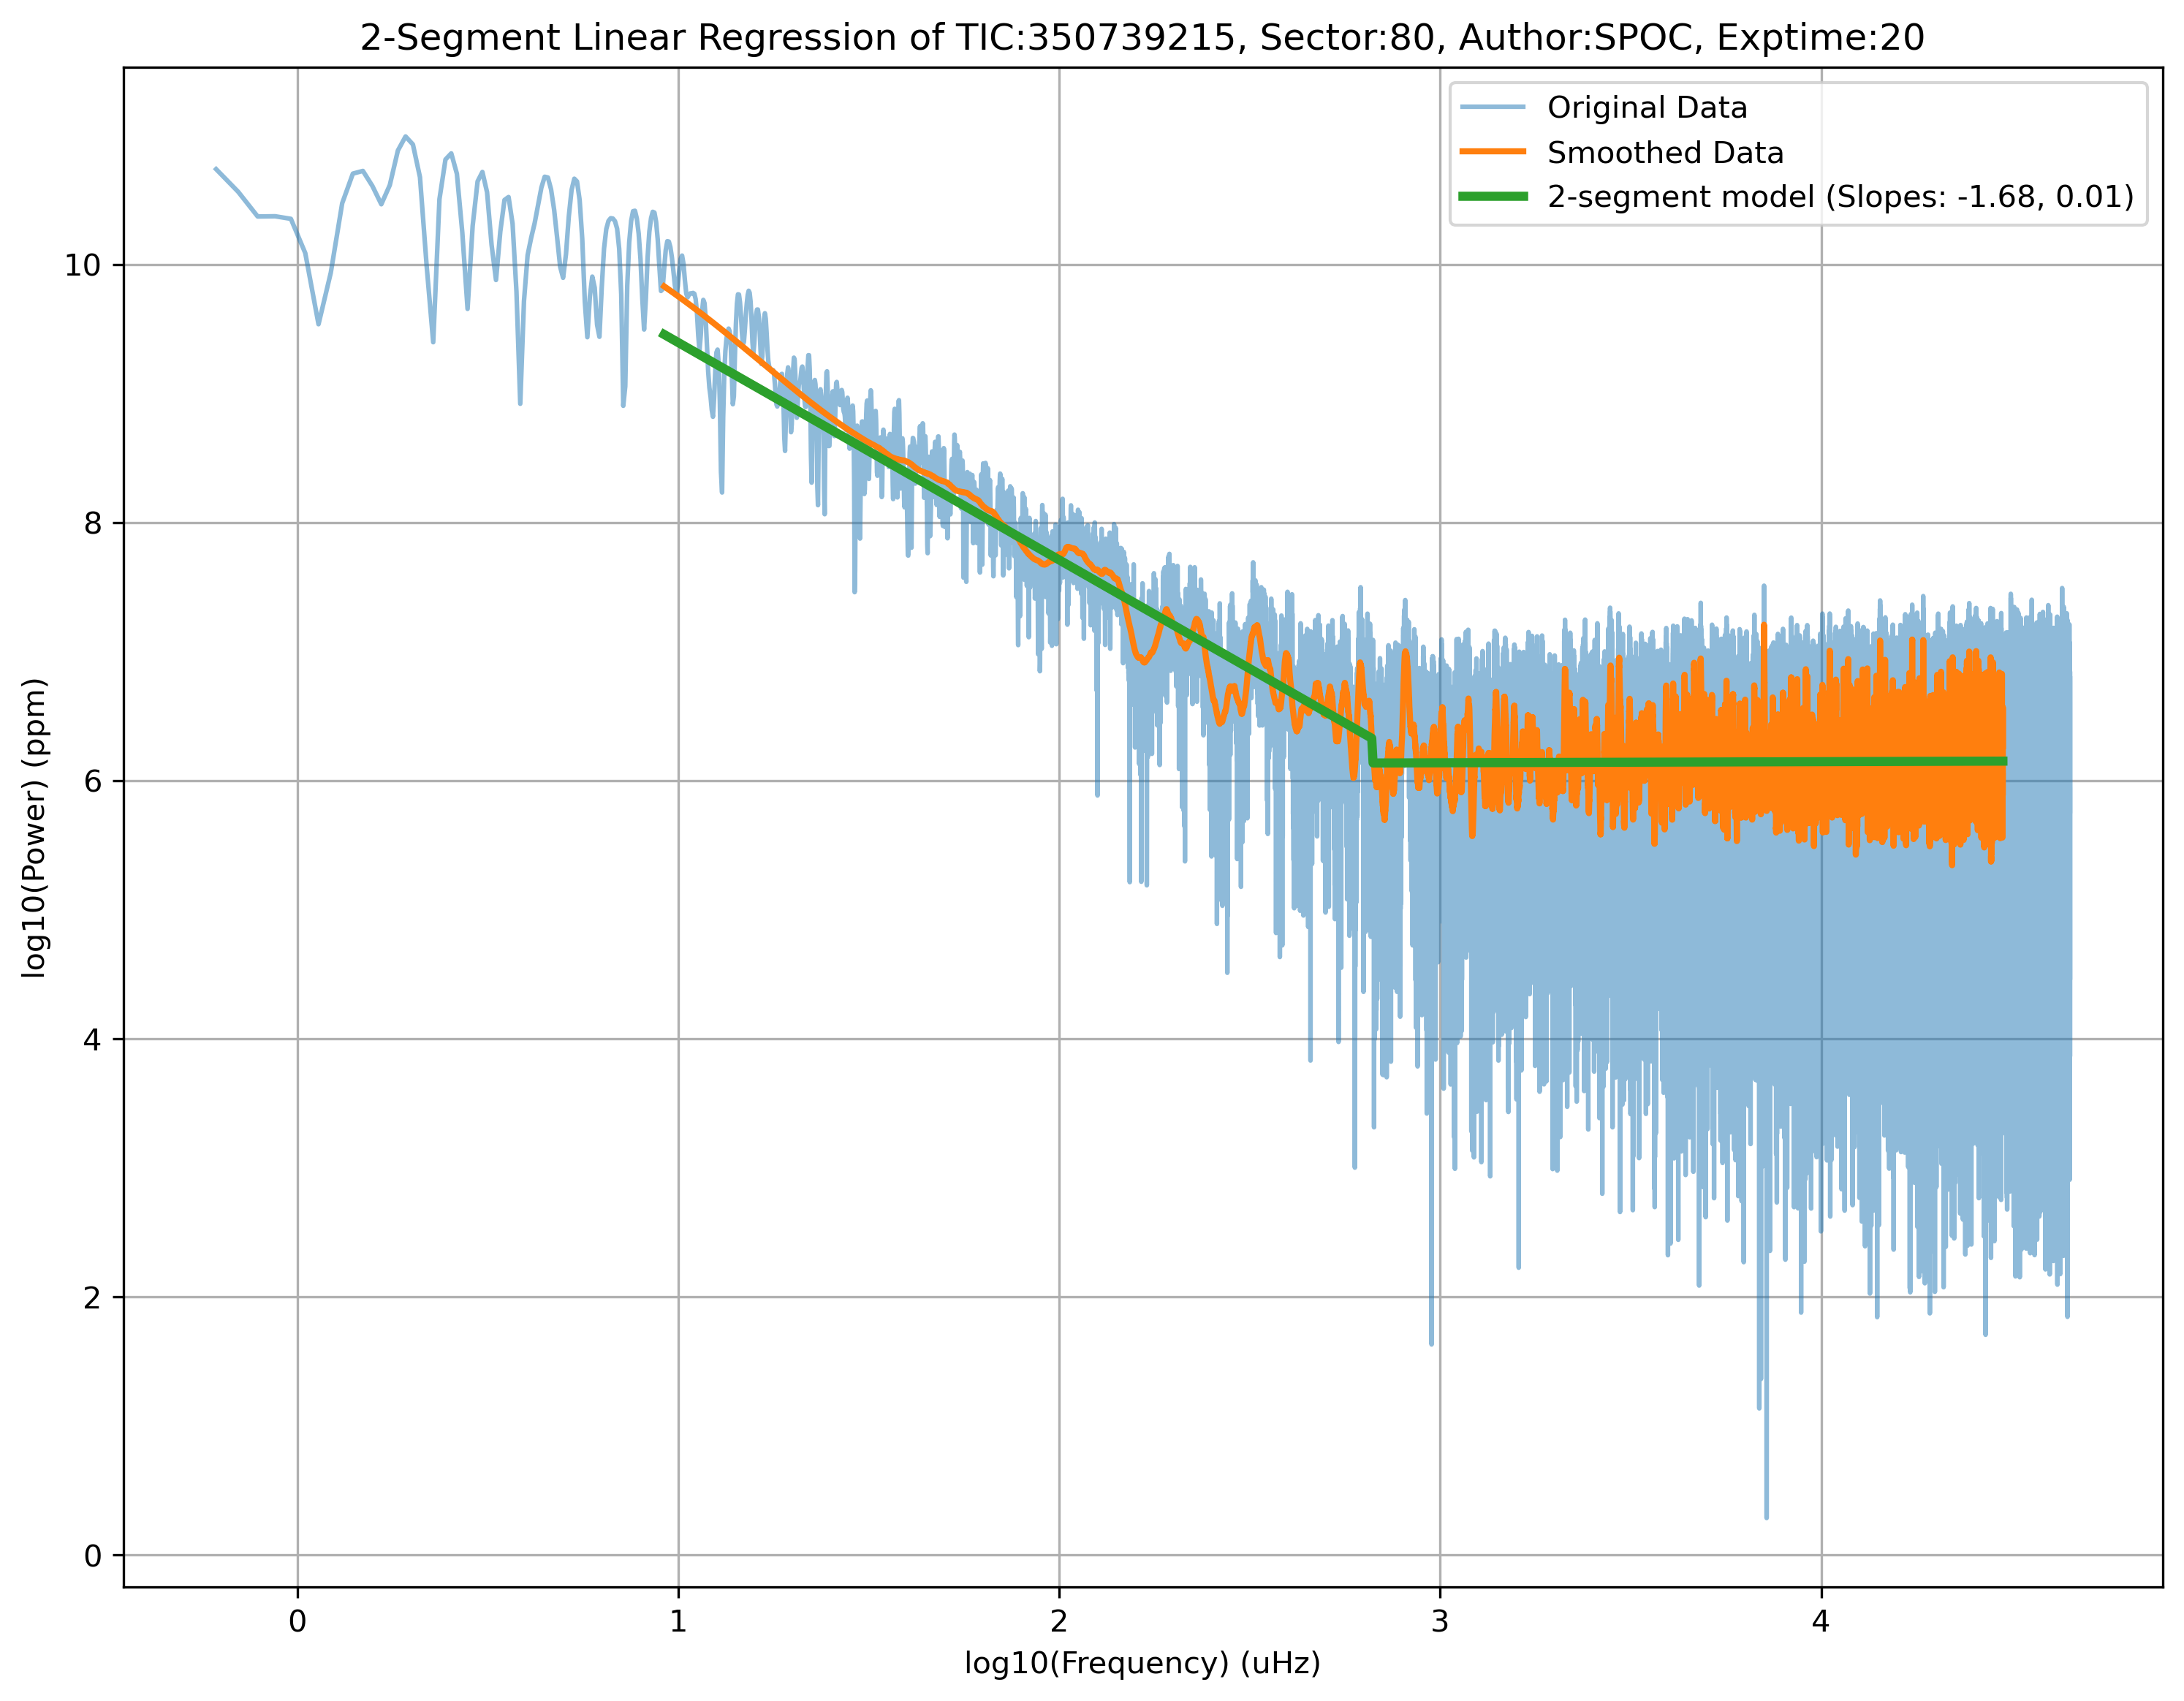 2-Segment Linear Regression of TIC:350739215, Sector:80, Author:SPOC, Exptime:20
Original Data
Smoothed Data
2-segment model (Slopes: -1.68, 0.01)
log10(Power) (ppm)
10
8
6
4
2
0
0 1 2 3 4
log10(Frequency) (uHz)